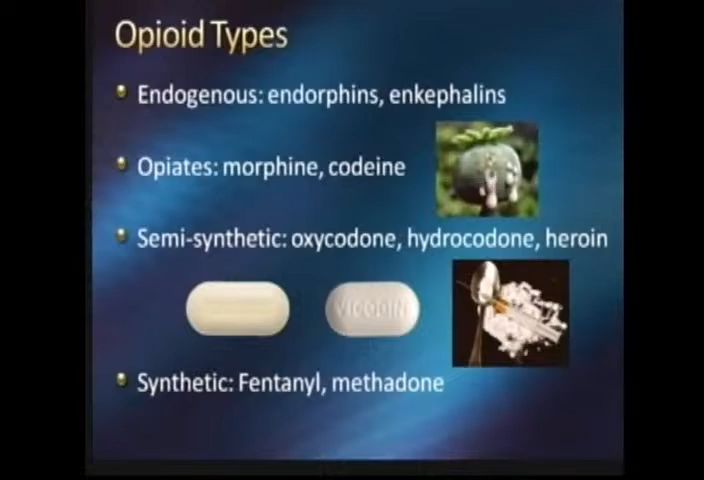 Opioid Types
Endogenous: endorphins, enkephalins
Opiates: morphine, codeine
Semi-synthetic: oxycodone, hydrocodone, heroin
VICODIN
Synthetic: Fentanyl, methadone